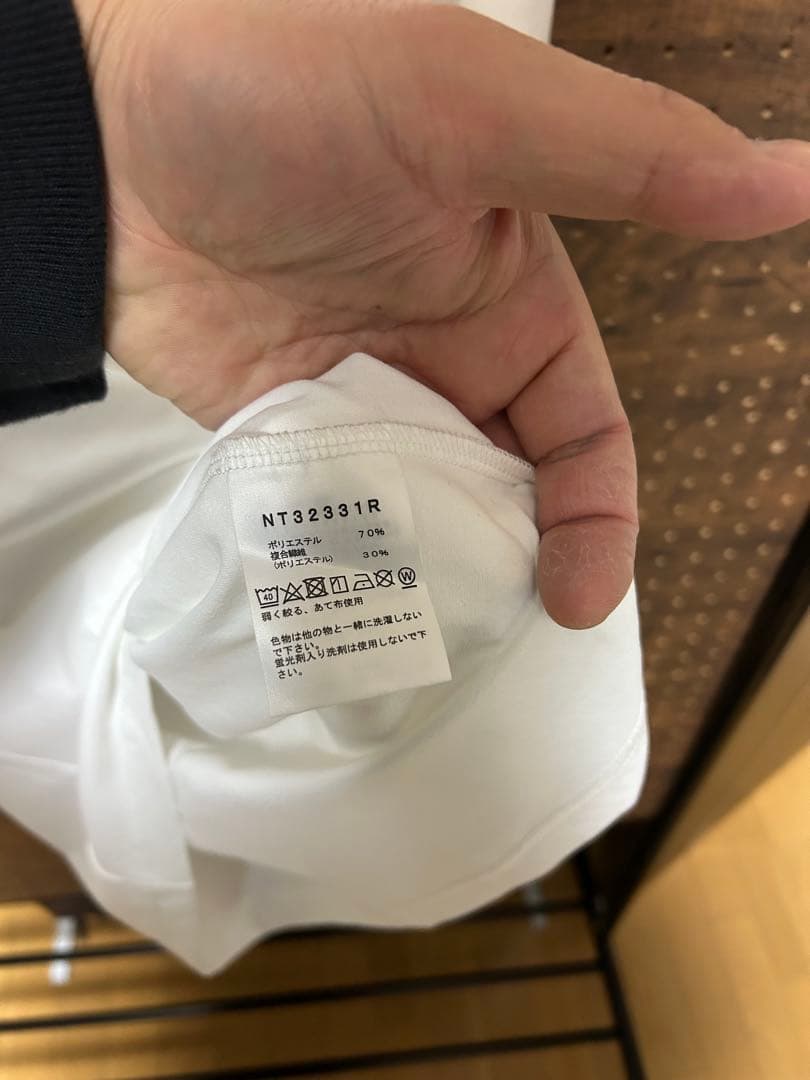 NT32331R
ポリエステル 70%
複合繊維
(ポリエステル) 30%
40 W
弱く絞る、あて布使用
色物は他の物と一緒に洗濯しない
で下さい。
蛍光剤入り洗剤は使用しないで下
さい。